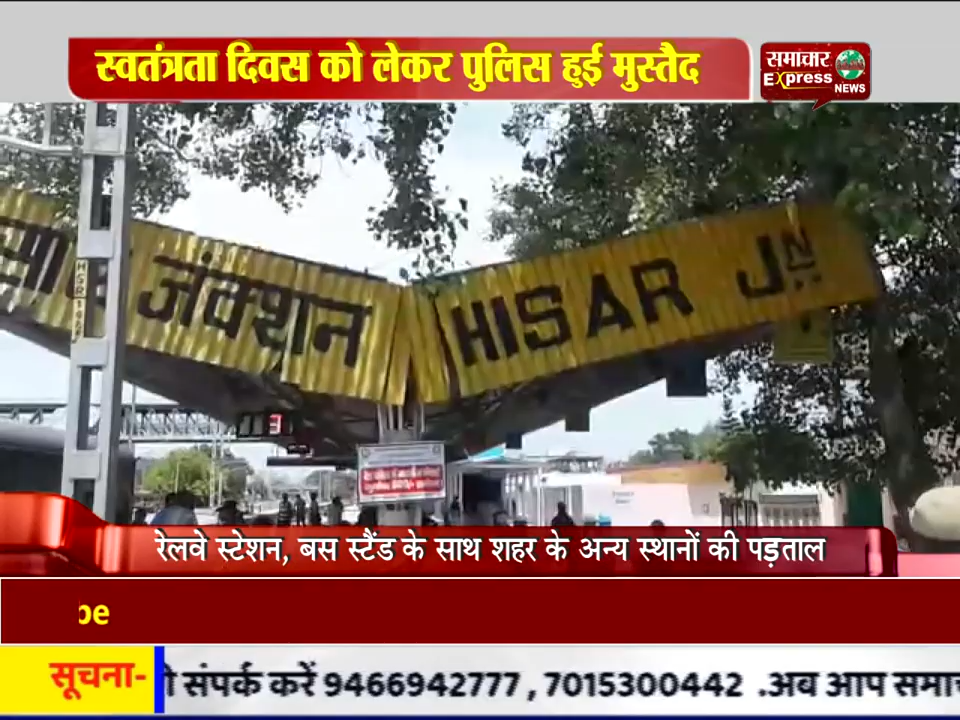 स्वतंत्रता दिवस को लेकर पुलिस हुई मुस्तैद
समाचार
Express
NEWS
जंक्शन
HISAR JN
रेलवे स्टेशन, बस स्टैंड के साथ शहर के अन्य स्थानों की पड़ताल
be
सूचना-
संपर्क करें 9466942777 , 7015300442 .अब आप समाच